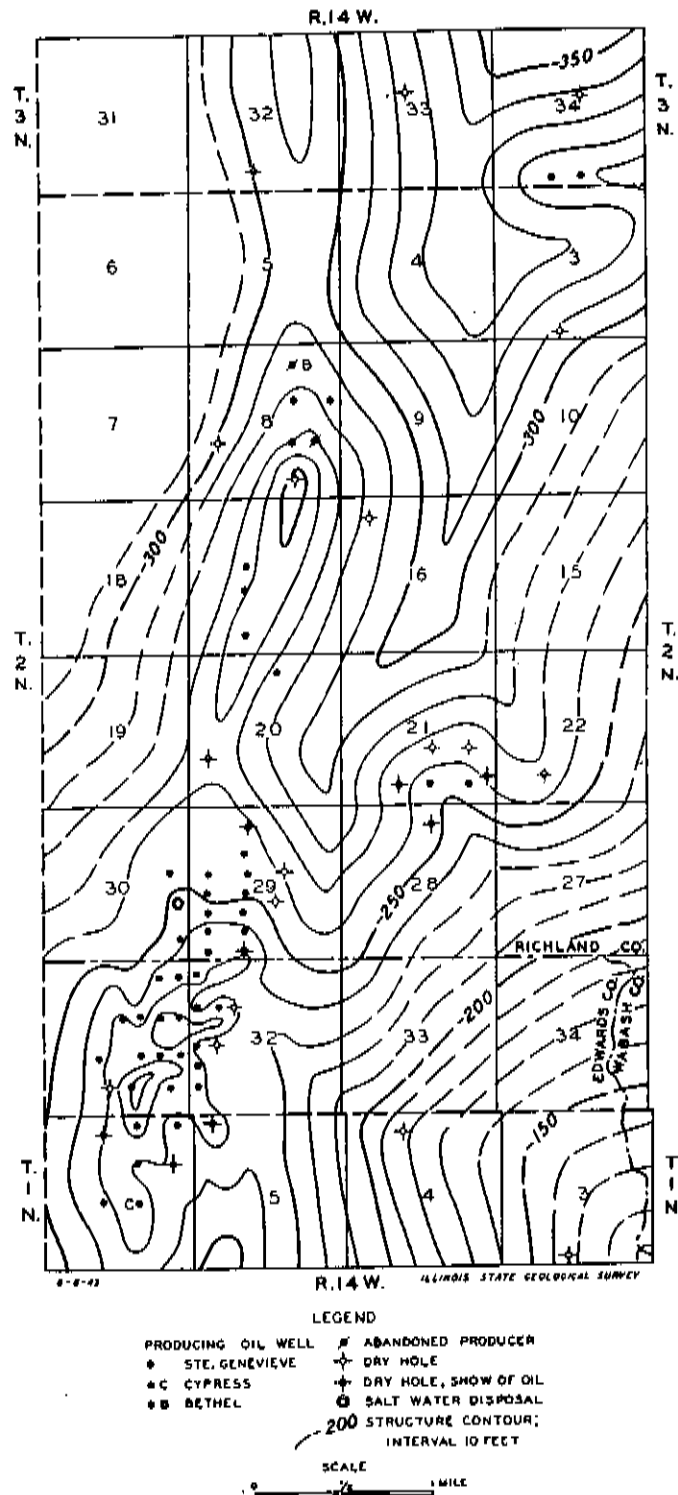 R.14 W.
T. 3 N.
T. 3 N.
31
32
33
34
-350
6
5
4
3
7
8
9
10
B
-300
-300
18
16
15
T. 2 N.
T. 2 N.
19
20
21
22
30
29
28
27
-250
RICHLAND CO.
EDWARDS CO.
WABASH CO.
32
33
34
-200
-150
T. 1 N.
T. 1 N.
C
5
4
3
R.14 W.
ILLINOIS STATE GEOLOGICAL SURVEY
LEGEND
PRODUCING OIL WELL
STE. GENEVIEVE
C CYPRESS
B BETHEL
ABANDONED PRODUCER
DRY HOLE
DRY HOLE, SHOW OF OIL
SALT WATER DISPOSAL
-200 STRUCTURE CONTOUR;
INTERVAL 10 FEET
SCALE
0 ½ 1 MILE